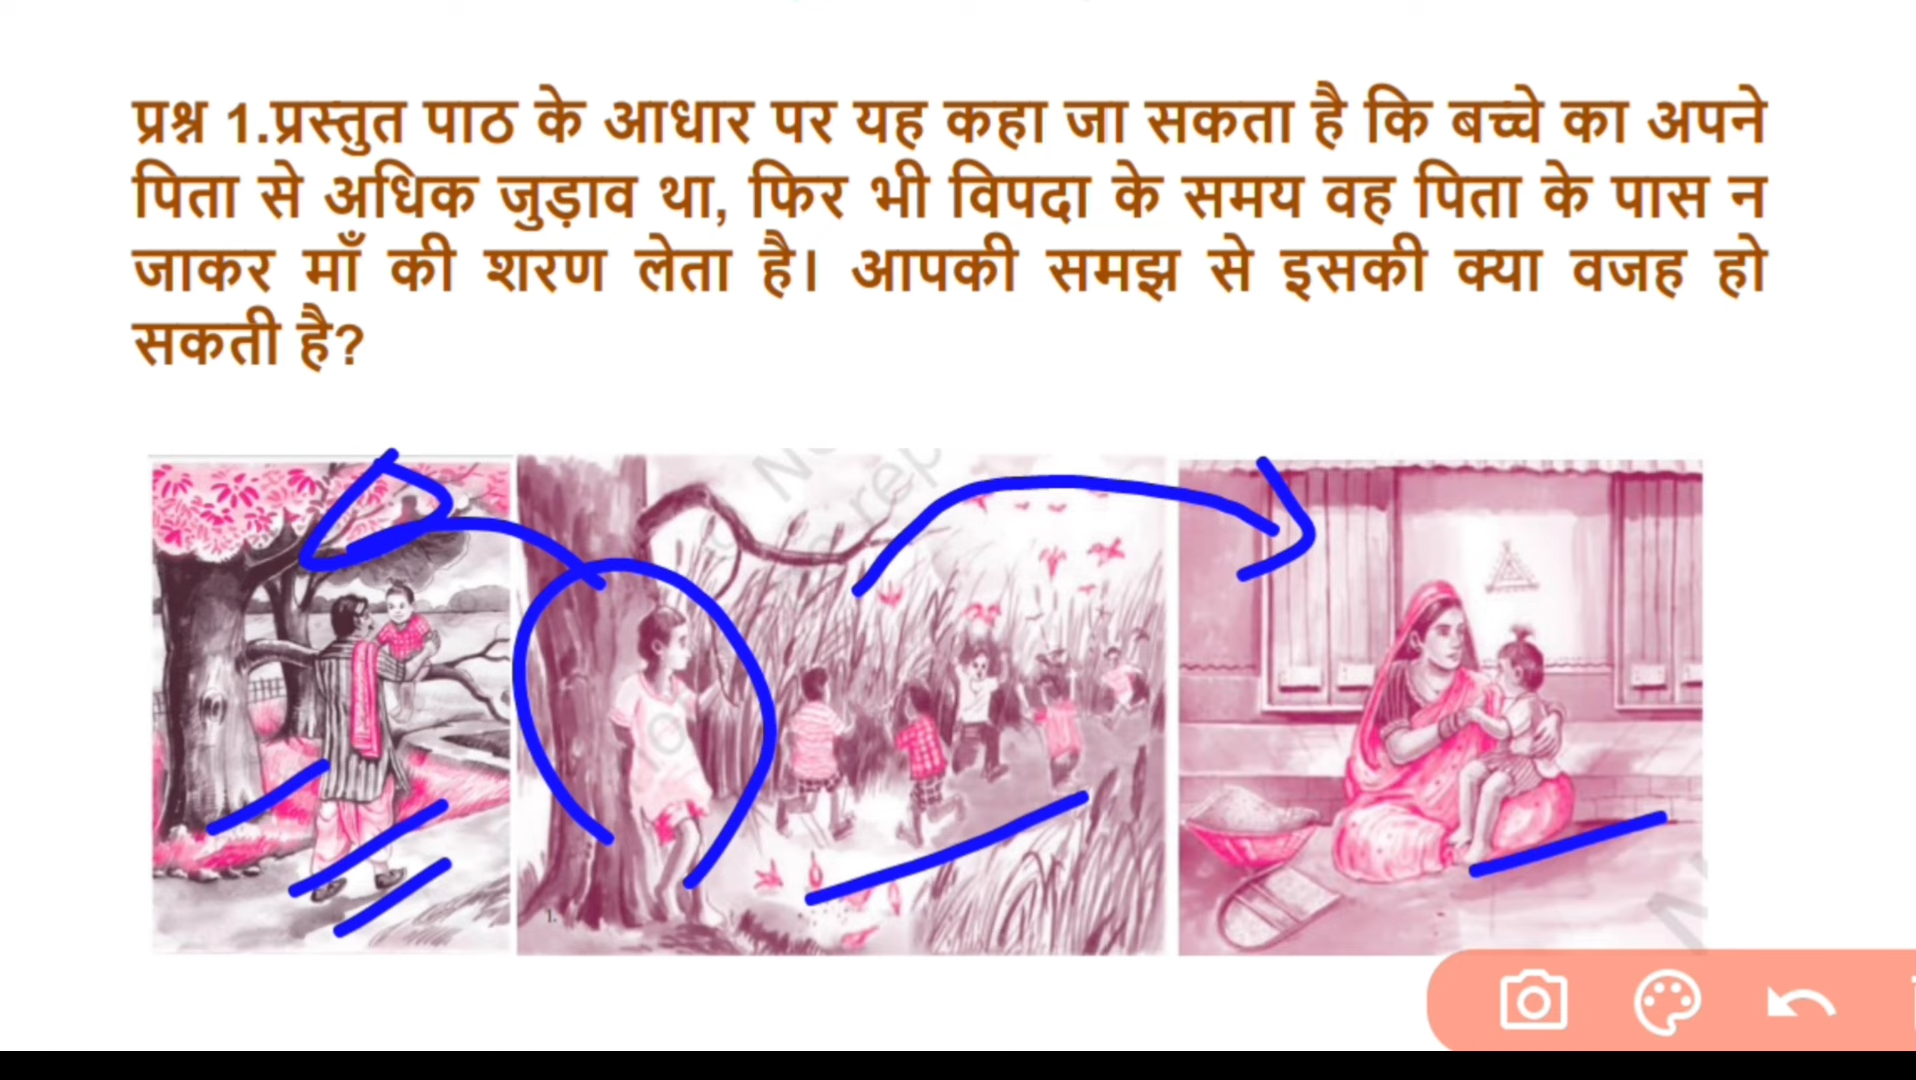 प्रश्न 1.प्रस्तुत पाठ के आधार पर यह कहा जा सकता है कि बच्चे का अपने
पिता से अधिक जुड़ाव था, फिर भी विपदा के समय वह पिता के पास न
जाकर माँ की शरण लेता है। आपकी समझ से इसकी क्या वजह हो
सकती है?
1.